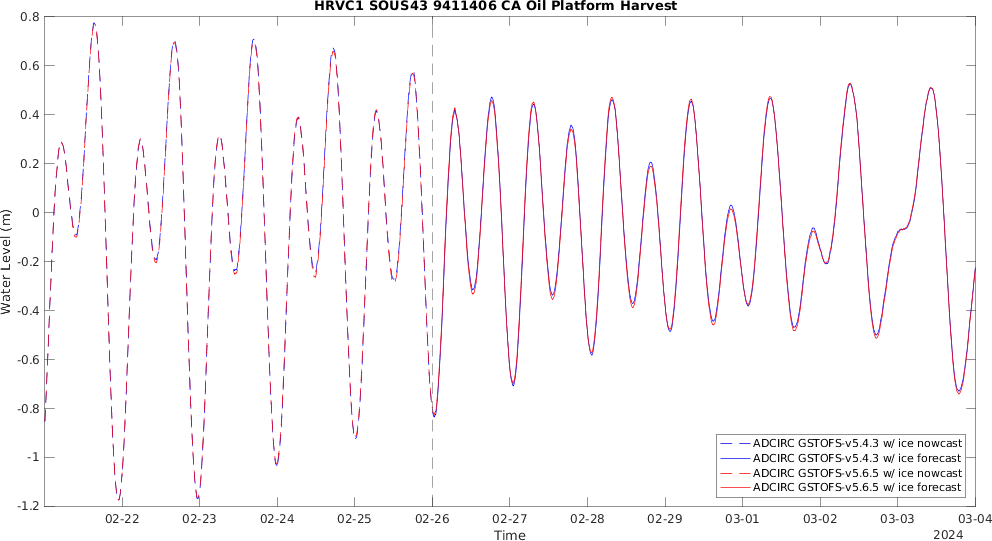 HRVC1 SOUS43 9411406 CA Oil Platform Harvest
0.8
0.6
0.4
0.2
0
-0.2
-0.4
-0.6
-0.8
-1
-1.2
Water Level (m)
ADCIRC GSTOFS-v5.4.3 w/ ice nowcast
ADCIRC GSTOFS-v5.4.3 w/ ice forecast
ADCIRC GSTOFS-v5.6.5 w/ ice nowcast
ADCIRC GSTOFS-v5.6.5 w/ ice forecast
02-22 02-23 02-24 02-25 02-26 02-27 02-28 02-29 03-01 03-02 03-03 03-04
Time 2024